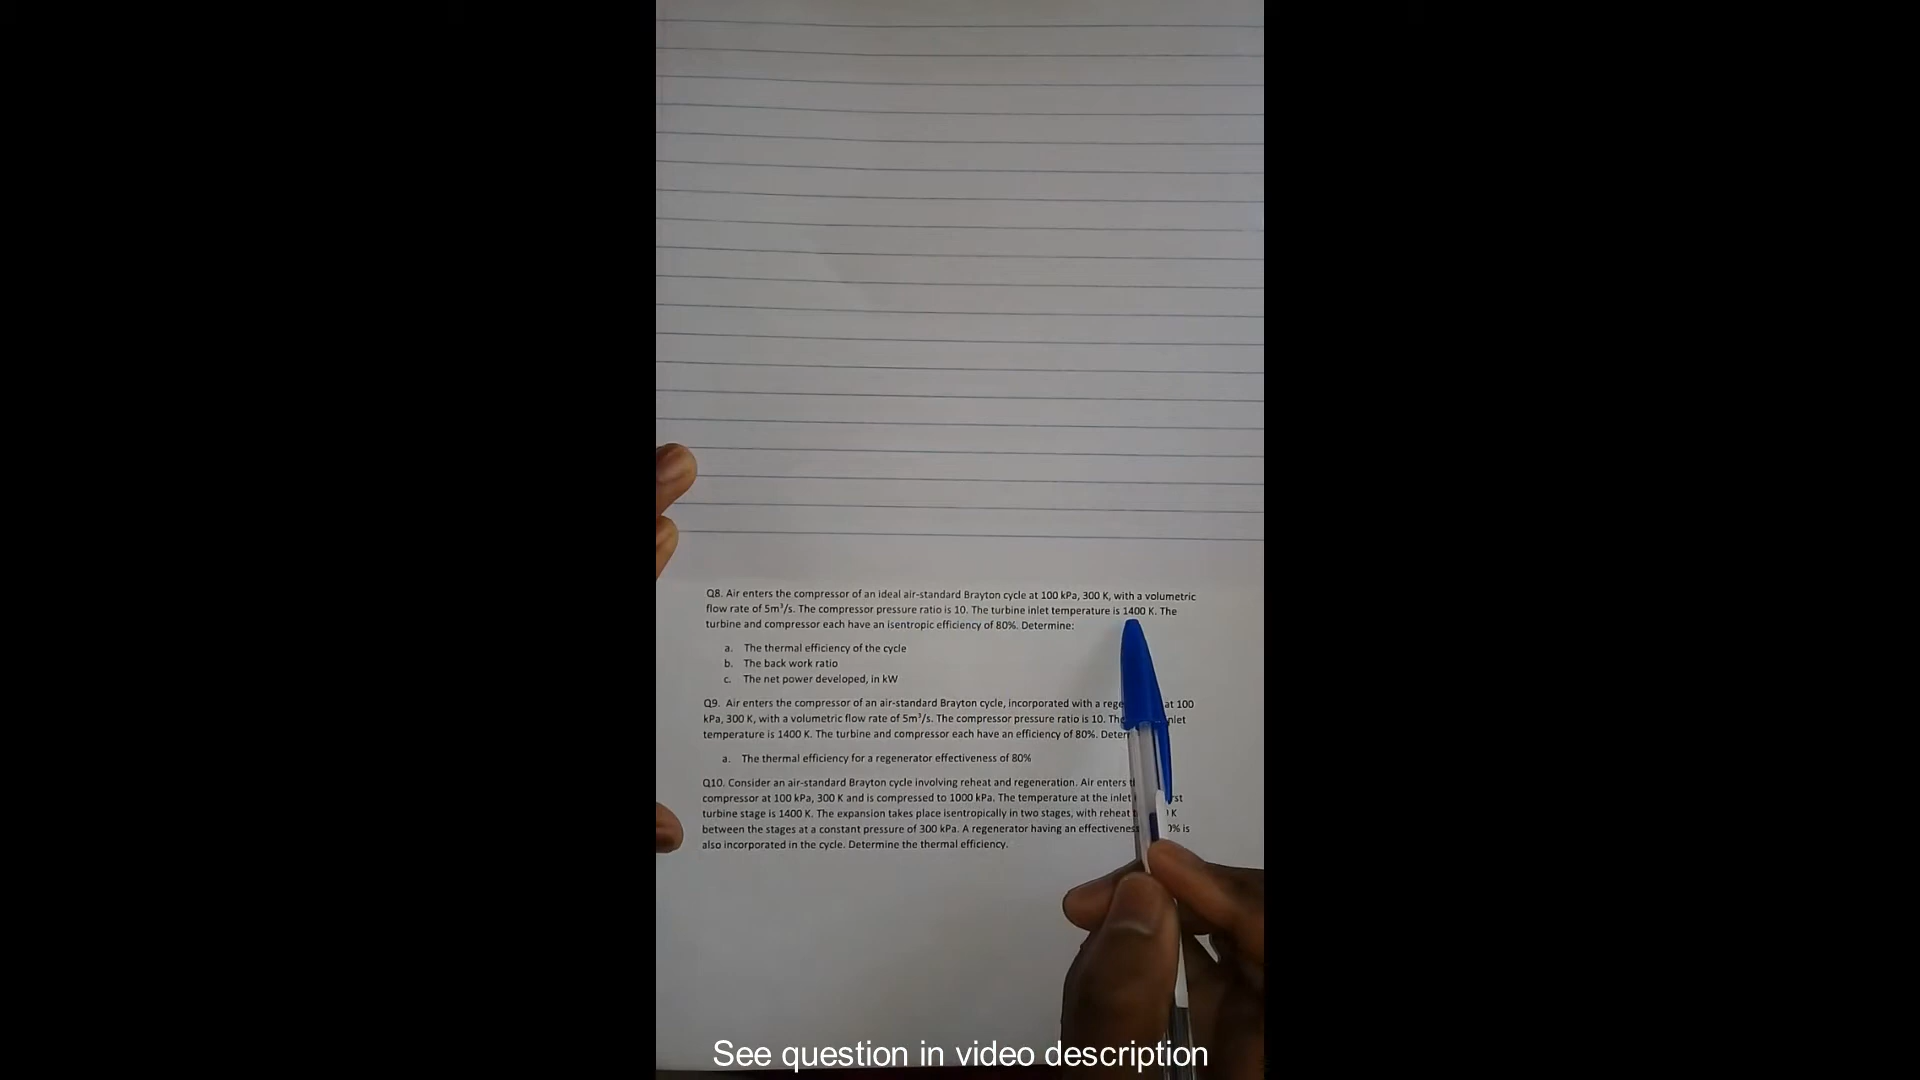 Q8. Air enters the compressor of an ideal air-standard Brayton cycle at 100 kPa, 300 K, with a volumetric
flow rate of 5m³/s. The compressor pressure ratio is 10. The turbine inlet temperature is 1400 K. The
turbine and compressor each have an isentropic efficiency of 80%. Determine:
a. The thermal efficiency of the cycle
b. The back work ratio
c. The net power developed, in kW
Q9. Air enters the compressor of an air-standard Brayton cycle, incorporated with a rege at 100
kPa, 300 K, with a volumetric flow rate of 5m³/s. The compressor pressure ratio is 10. The nlet
temperature is 1400 K. The turbine and compressor each have an efficiency of 80%. Deter
a. The thermal efficiency for a regenerator effectiveness of 80%
Q10. Consider an air-standard Brayton cycle involving reheat and regeneration. Air enters
compressor at 100 kPa, 300 K and is compressed to 1000 kPa. The temperature at the inlet rst
turbine stage is 1400 K. The expansion takes place isentropically in two stages, with reheat K
between the stages at a constant pressure of 300 kPa. A regenerator having an effectiveness 0% is
also incorporated in the cycle. Determine the thermal efficiency.
See question in video description